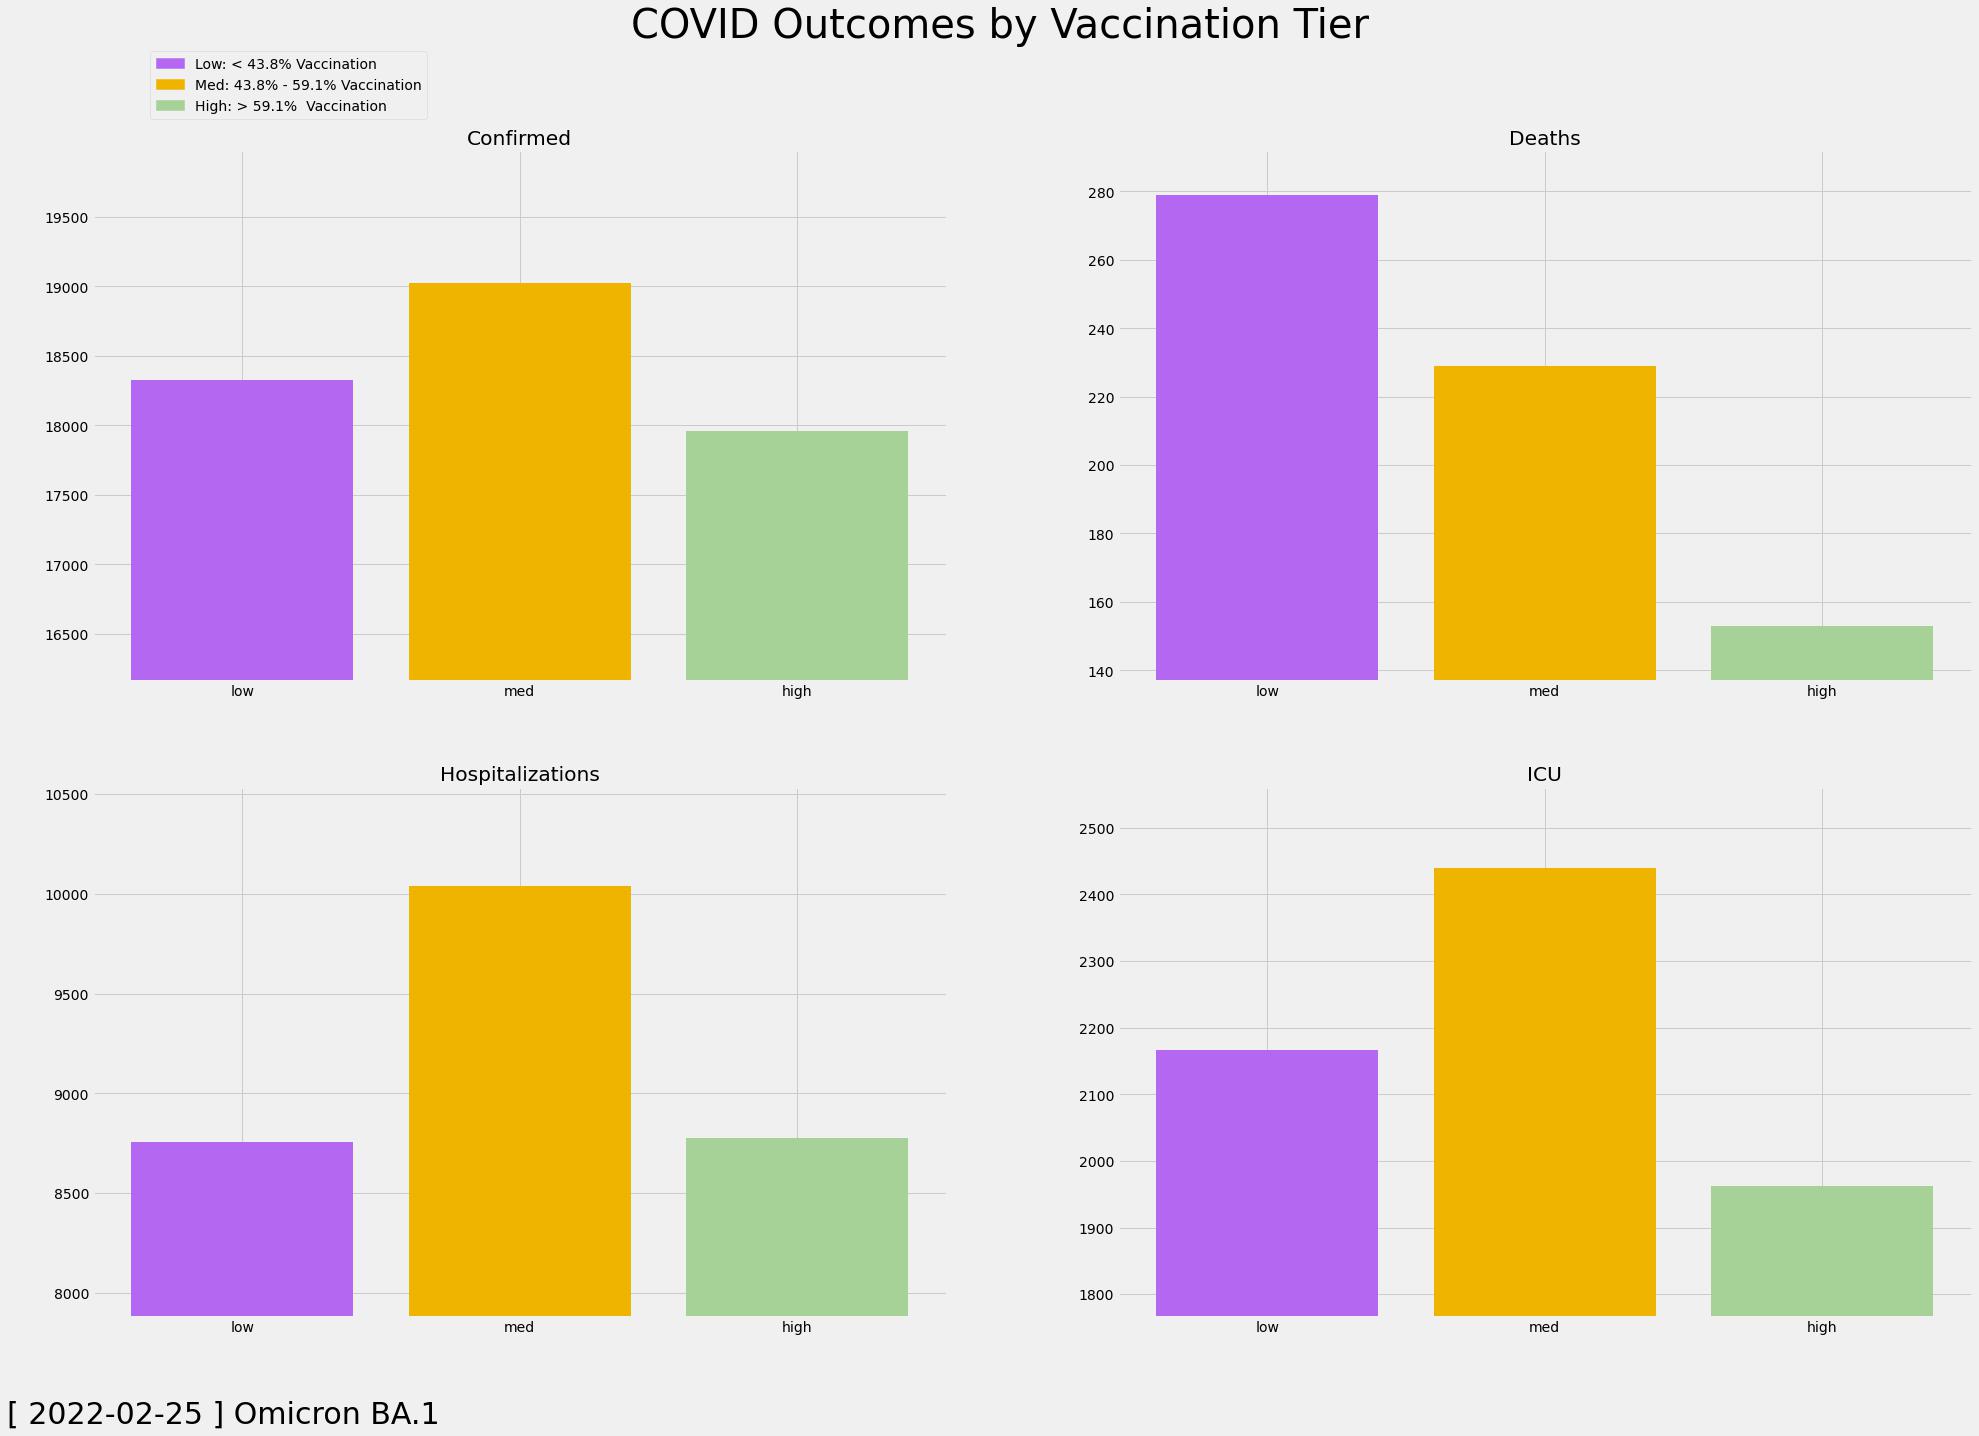 COVID Outcomes by Vaccination Tier
Low: < 43.8% Vaccination
Med: 43.8% - 59.1% Vaccination
High: > 59.1%  Vaccination
Confirmed
19500
19000
18500
18000
17500
17000
16500
low med high
Deaths
280
260
240
220
200
180
160
140
low med high
Hospitalizations
10500
10000
9500
9000
8500
8000
low med high
ICU
2500
2400
2300
2200
2100
2000
1900
1800
low med high
[ 2022-02-25 ] Omicron BA.1